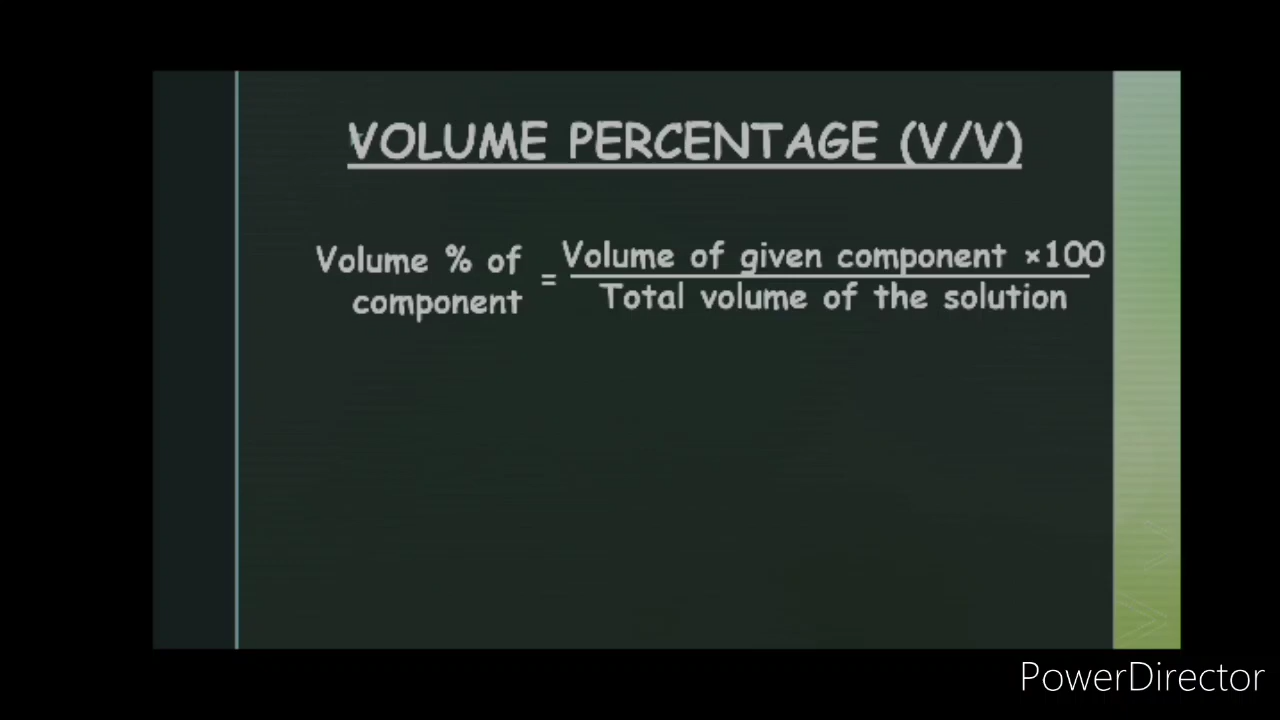 VOLUME PERCENTAGE (V/V)
Volume % of component = Volume of given component ×100
Total volume of the solution
PowerDirector